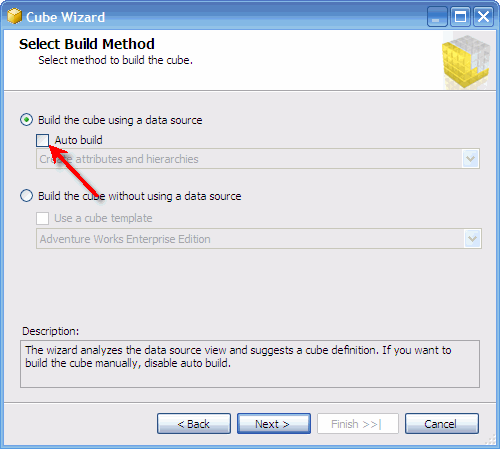 Cube Wizard
Select Build Method
Select method to build the cube.
Build the cube using a data source
Auto build
Create attributes and hierarchies
Build the cube without using a data source
Use a cube template
Adventure Works Enterprise Edition
Description:
The wizard analyzes the data source view and suggests a cube definition. If you want to
build the cube manually, disable auto build.
< Back
Next >
Finish >>|
Cancel